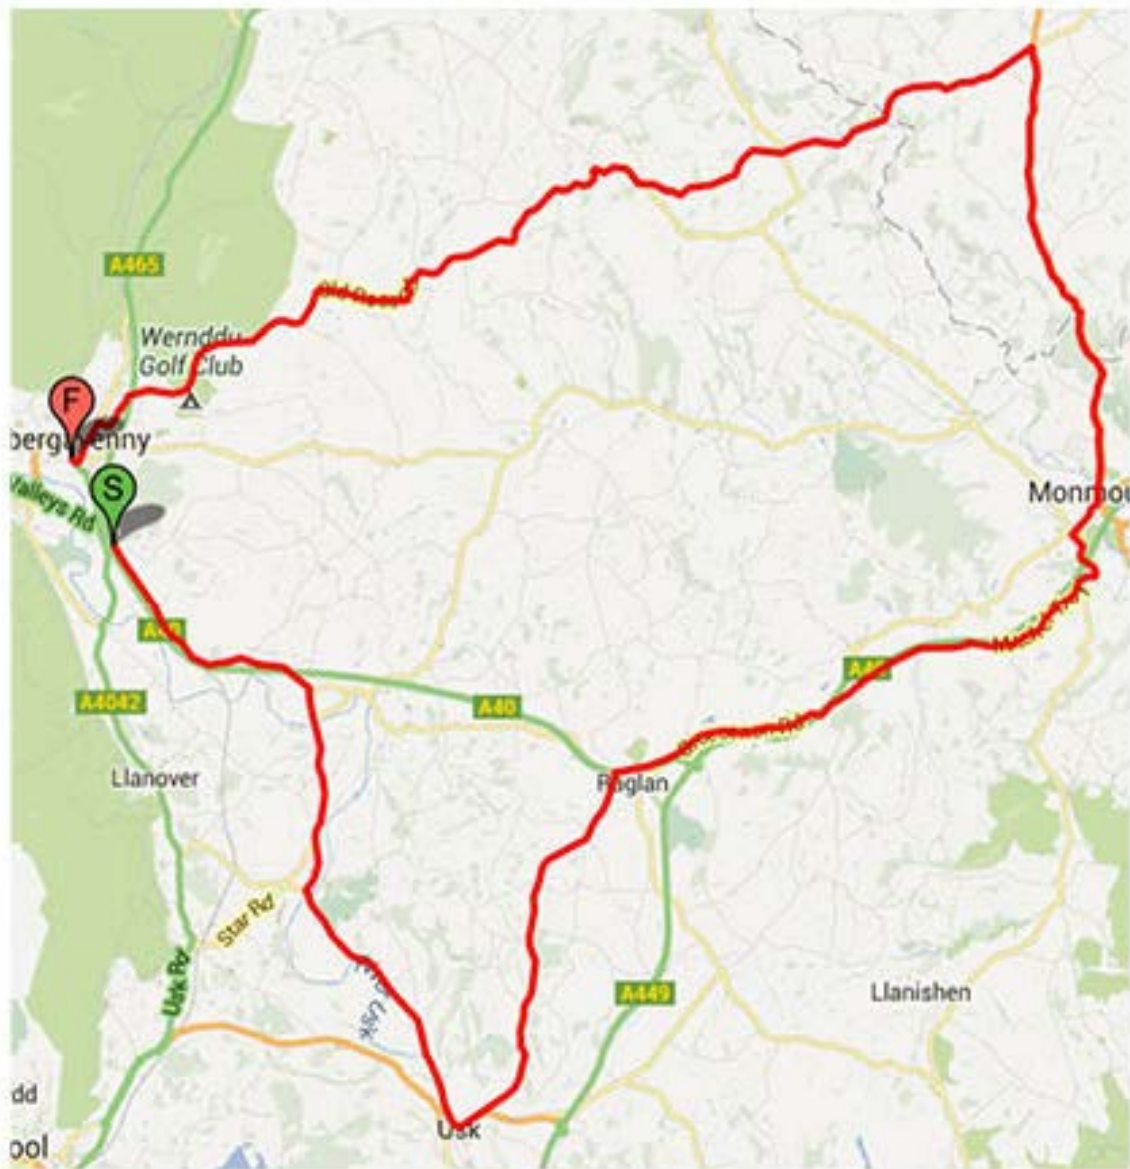 A465
Wernddu
Golf Club
F
bergavenny
S
Valleys Rd
A40
A4042
A40
A40
Monmou
Llanover
Raglan
Star Rd
Usk Rd
Usk
A449
Llanishen
Usk
dd
ool